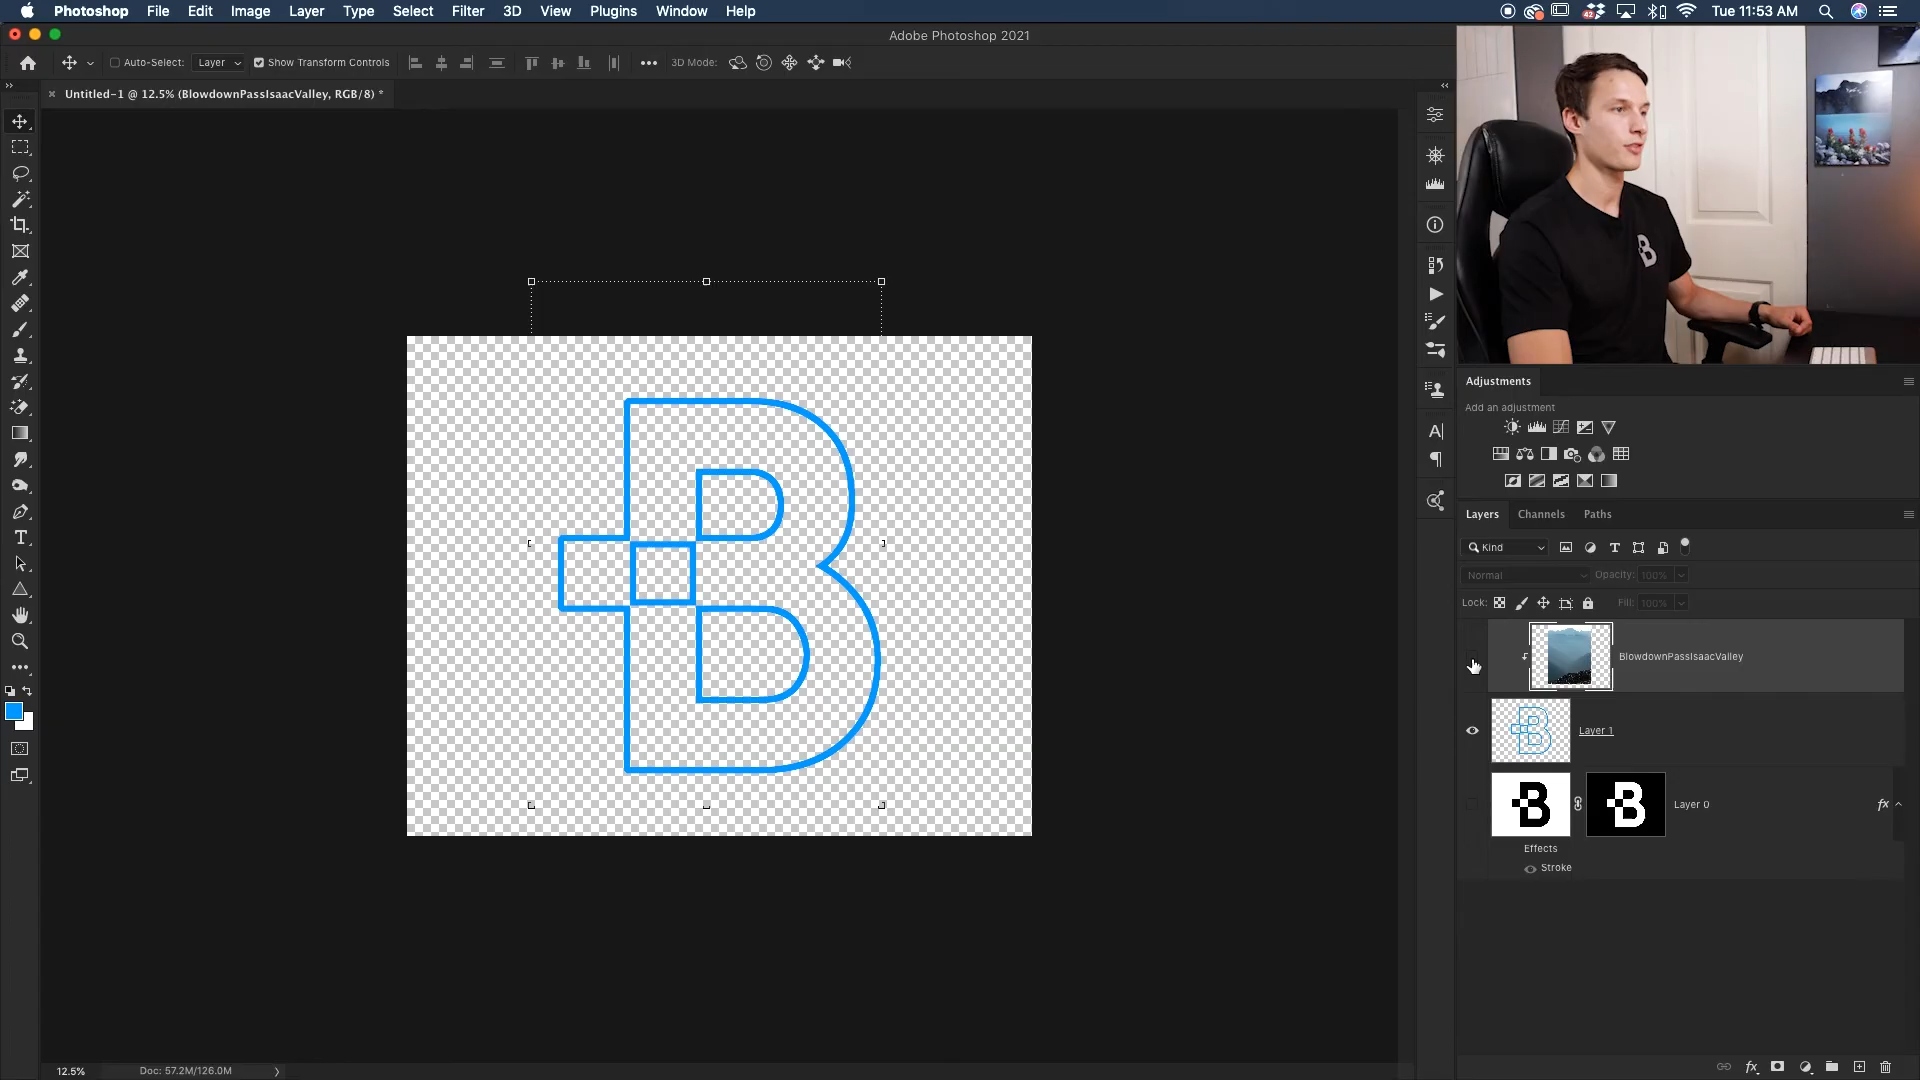 Photoshop File Edit Image Layer Type Select Filter 3D View Plugins Window Help
42
Tue 11:53 AM
Adobe Photoshop 2021
Auto-Select: Layer Show Transform Controls 3D Mode:
Untitled-1 @ 12.5% (BlowdownPassIsaacValley, RGB/8) *
B
Adjustments
Add an adjustment
Layers Channels Paths
Kind
Normal Opacity: 100%
Lock: Fill: 100%
BlowdownPassIsaacValley
Layer 1
Layer 0 fx
Effects
Stroke
12.5% Doc: 57.2M/126.0M
fx